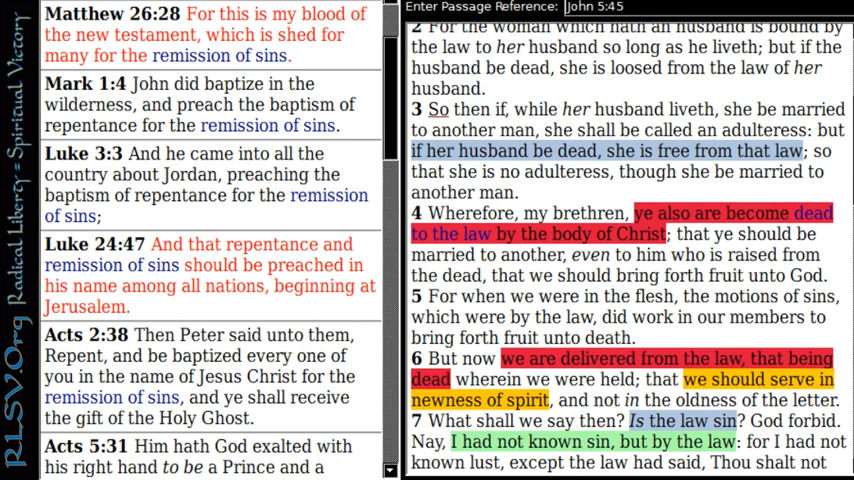 RLSV.Org Radical Liberty = Spiritual Victory
Matthew 26:28 For this is my blood of
the new testament, which is shed for
many for the remission of sins.
Mark 1:4 John did baptize in the
wilderness, and preach the baptism of
repentance for the remission of sins.
Luke 3:3 And he came into all the
country about Jordan, preaching the
baptism of repentance for the remission
of sins;
Luke 24:47 And that repentance and
remission of sins should be preached in
his name among all nations, beginning at
Jerusalem.
Acts 2:38 Then Peter said unto them,
Repent, and be baptized every one of
you in the name of Jesus Christ for the
remission of sins, and ye shall receive
the gift of the Holy Ghost.
Acts 5:31 Him hath God exalted with
his right hand to be a Prince and a
Enter Passage Reference: John 5:45
2 For the woman which hath an husband is bound by
the law to her husband so long as he liveth; but if the
husband be dead, she is loosed from the law of her
husband.
3 So then if, while her husband liveth, she be married
to another man, she shall be called an adulteress: but
if her husband be dead, she is free from that law; so
that she is no adulteress, though she be married to
another man.
4 Wherefore, my brethren, ye also are become dead
to the law by the body of Christ; that ye should be
married to another, even to him who is raised from
the dead, that we should bring forth fruit unto God.
5 For when we were in the flesh, the motions of sins,
which were by the law, did work in our members to
bring forth fruit unto death.
6 But now we are delivered from the law, that being
dead wherein we were held; that we should serve in
newness of spirit, and not in the oldness of the letter.
7 What shall we say then? Is the law sin? God forbid.
Nay, I had not known sin, but by the law: for I had not
known lust, except the law had said, Thou shalt not